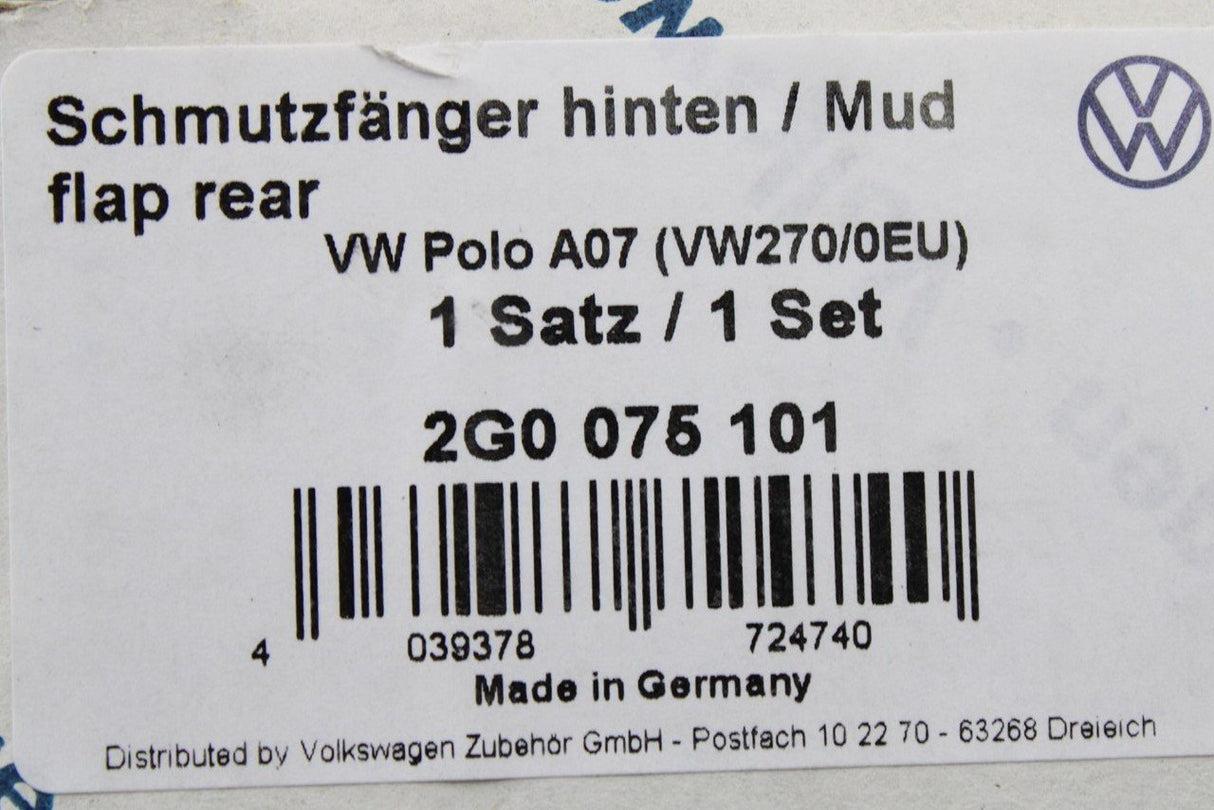 Schmutzfänger hinten / Mud
flap rear
VW Polo A07 (VW270/0EU)
1 Satz / 1 Set
2G0 075 101
4 039378 724740
Made in Germany
Distributed by Volkswagen Zubehör GmbH - Postfach 10 22 70 - 63268 Dreieich